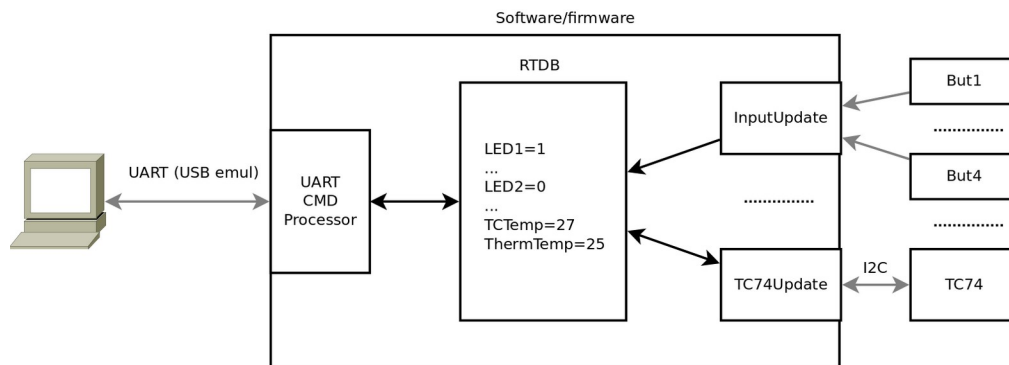 Software/firmware
RTDB
UART (USB emul)
UART
CMD
Processor
LED1=1
...
LED2=0
...
TCTemp=27
ThermTemp=25
InputUpdate
...............
TC74Update
I2C
But1
...............
But4
...............
TC74